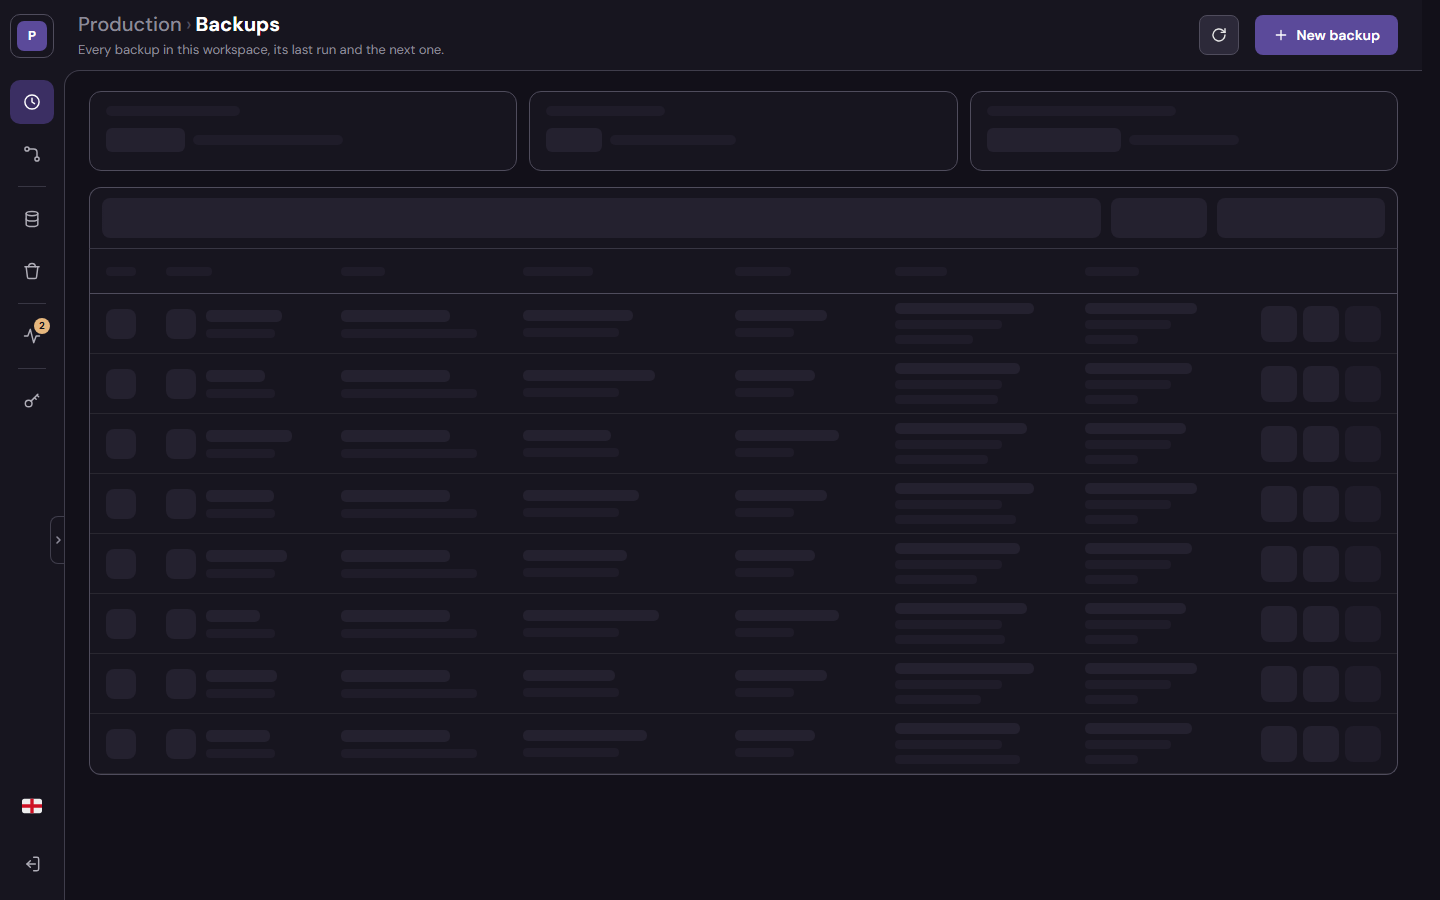 P
Production › Backups
Every backup in this workspace, its last run and the next one.
New backup
2